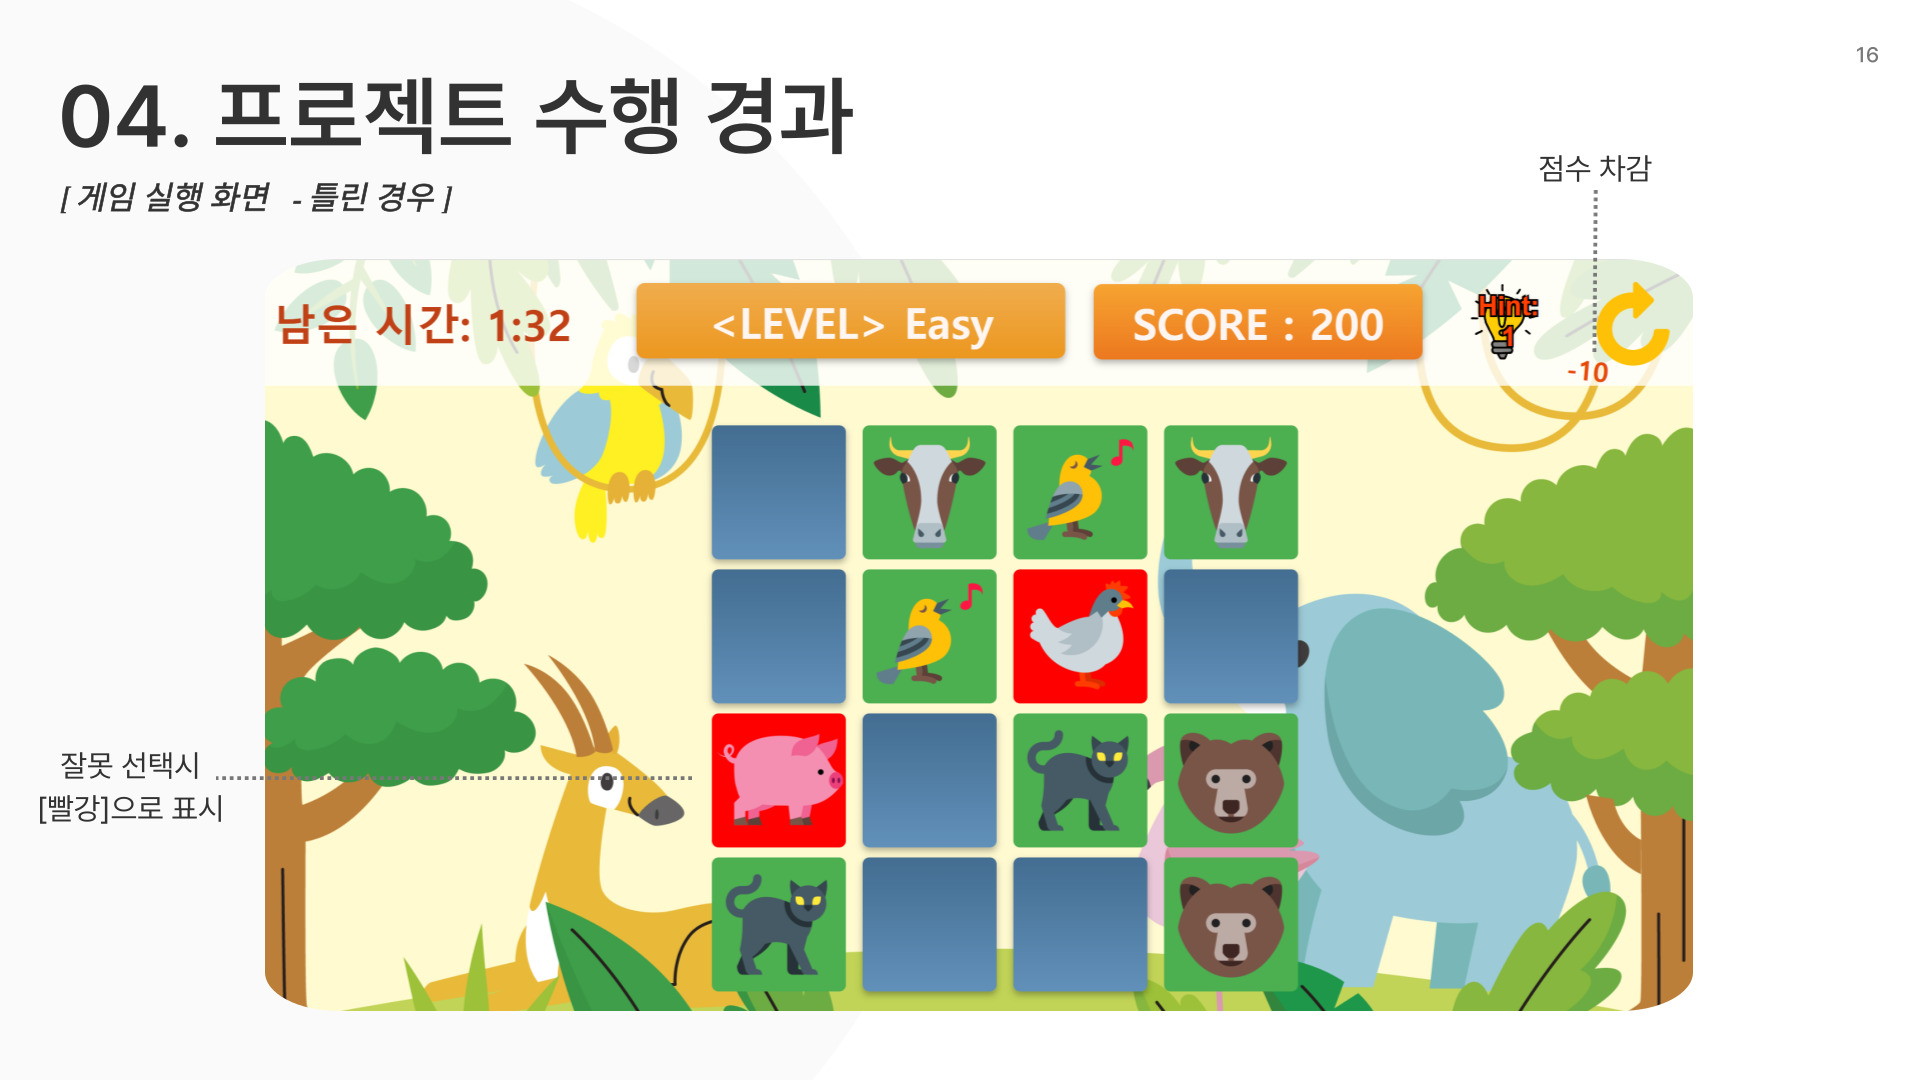 16
04. 프로젝트 수행 경과
[ 게임 실행 화면 - 틀린 경우 ]
점수 차감
남은 시간: 1:32
<LEVEL> Easy
SCORE : 200
Hint:
1
-10
잘못 선택시
[빨강]으로 표시